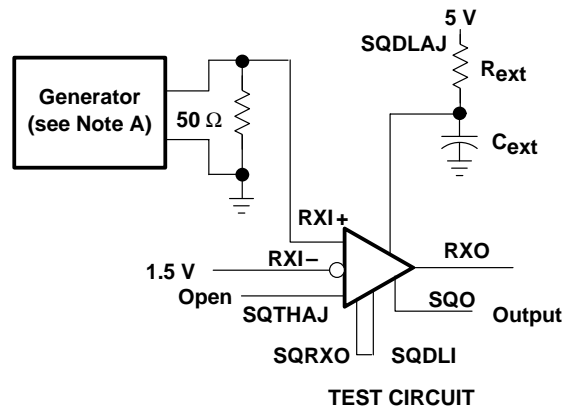 5 V
SQDLAJ
Rext
Generator
(see Note A)
50 Ω
Cext
RXI+
RXI−
RXO
1.5 V
Open
SQTHAJ
SQO
Output
SQRXO
SQDLI
TEST CIRCUIT